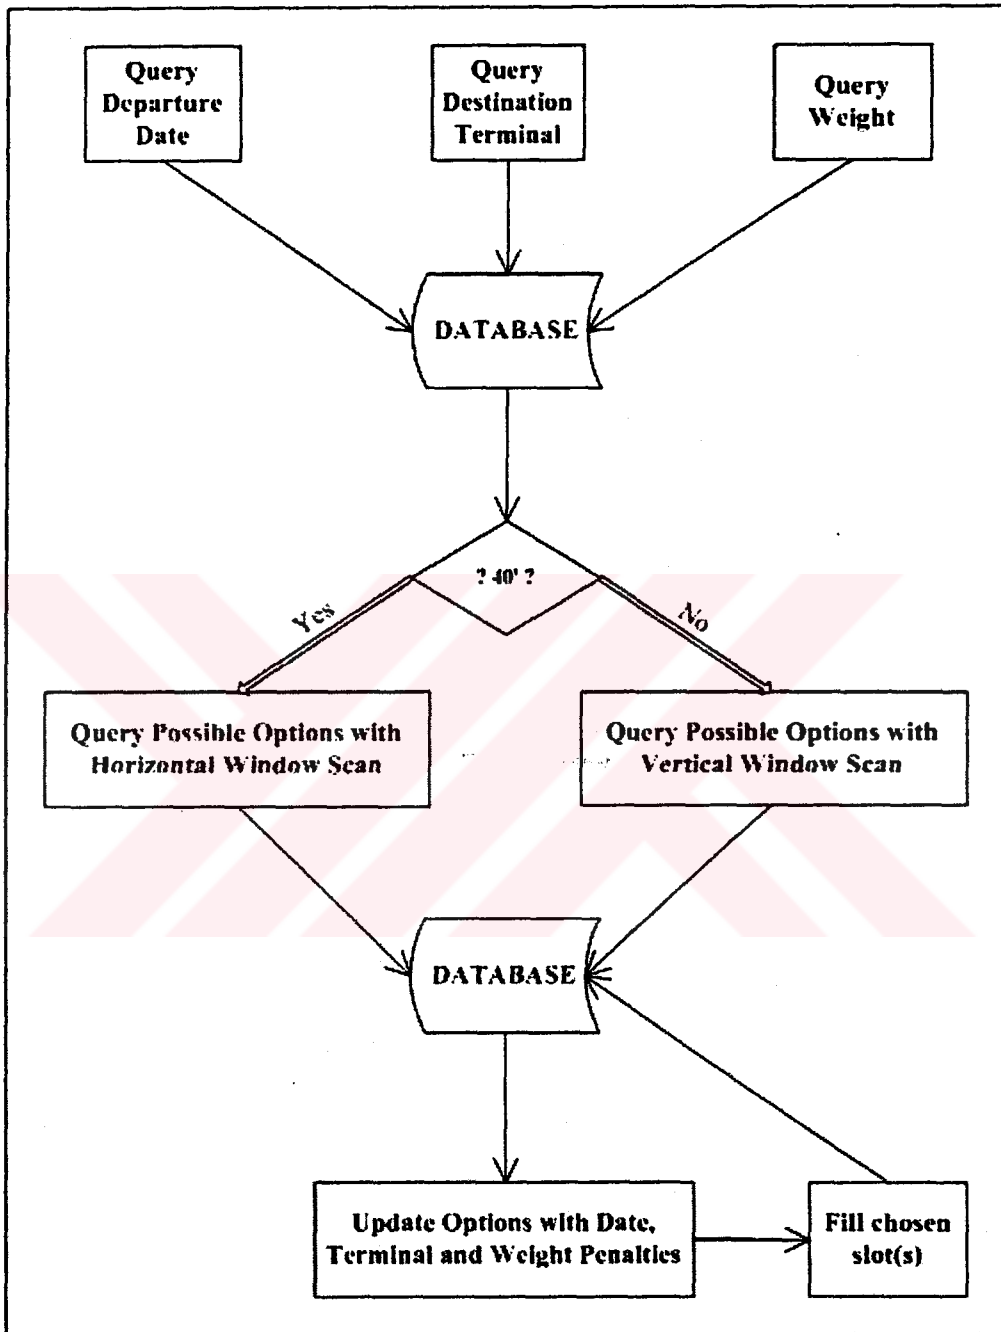 Query
Departure
Date
Query
Destination
Terminal
Query
Weight
DATABASE
? 40' ?
Yes
No
Query Possible Options with
Horizontal Window Scan
Query Possible Options with
Vertical Window Scan
DATABASE
Update Options with Date,
Terminal and Weight Penalties
Fill chosen
slot(s)